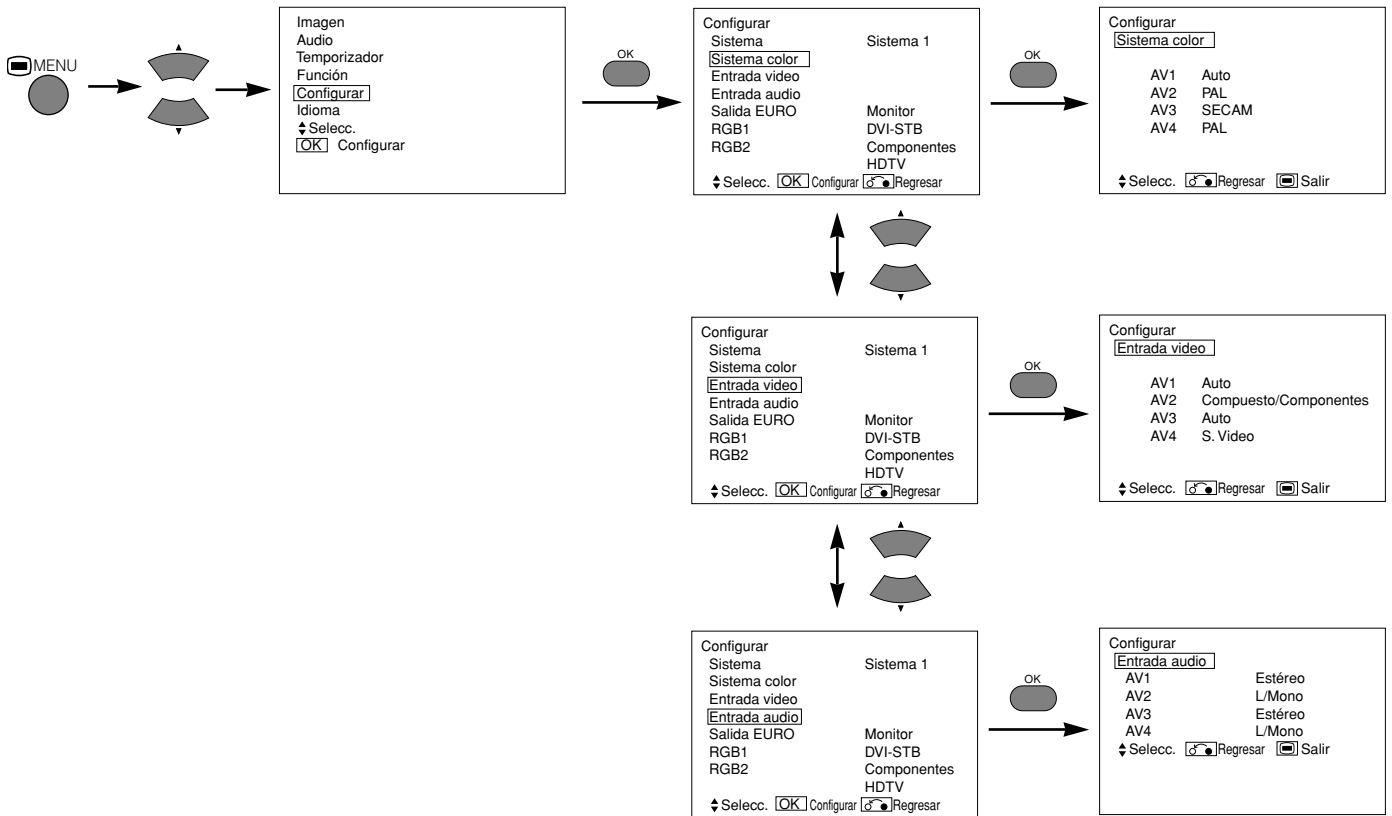 MENU
Imagen
Audio
Temporizador
Función
Configurar
Idioma
Selecc.
OK Configurar
OK
Configurar
Sistema Sistema 1
Sistema color
Entrada video
Entrada audio
Salida EURO Monitor
RGB1 DVI-STB
RGB2 Componentes
HDTV
Selecc. OK Configurar Regresar
OK
Configurar
Sistema color
AV1 Auto
AV2 PAL
AV3 SECAM
AV4 PAL
Selecc. Regresar Salir
Configurar
Sistema Sistema 1
Sistema color
Entrada video
Entrada audio
Salida EURO Monitor
RGB1 DVI-STB
RGB2 Componentes
HDTV
Selecc. OK Configurar Regresar
OK
Configurar
Entrada video
AV1 Auto
AV2 Compuesto/Componentes
AV3 Auto
AV4 S. Video
Selecc. Regresar Salir
Configurar
Sistema Sistema 1
Sistema color
Entrada video
Entrada audio
Salida EURO Monitor
RGB1 DVI-STB
RGB2 Componentes
HDTV
Selecc. OK Configurar Regresar
OK
Configurar
Entrada audio
AV1 Estéreo
AV2 L/Mono
AV3 Estéreo
AV4 L/Mono
Selecc. Regresar Salir